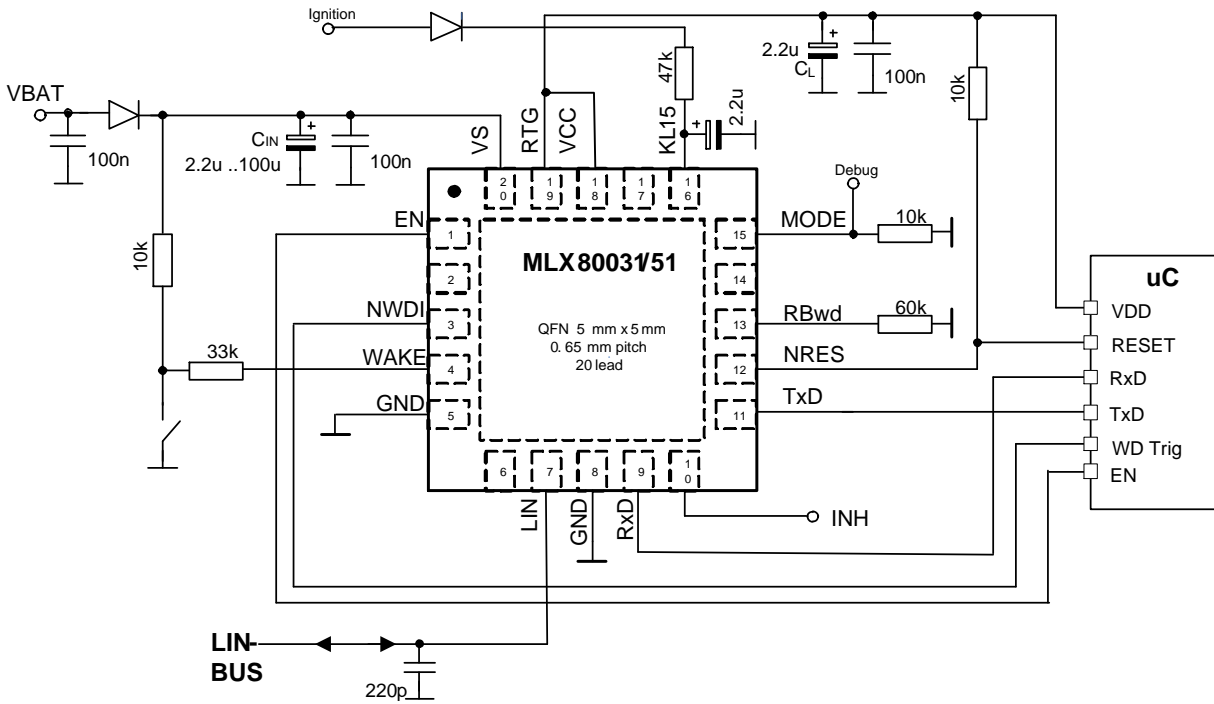 Ignition
VBAT
100n
C_IN
2.2u ..100u
100n
VS
RTG
VCC
47k
KL15
2.2u
2.2u
C_L
100n
10k
Debug
EN
NWDI
WAKE
GND
10k
33k
20
19
18
17
16
1
2
3
4
5
15
14
13
12
11
6
7
8
9
10
MLX80031/51
QFN 5 mm x 5 mm
0. 65 mm pitch
20 lead
MODE
10k
RBwd
60k
NRES
TxD
LIN
GND
RxD
INH
uC
VDD
RESET
RxD
TxD
WD Trig
EN
LIN-
BUS
220p